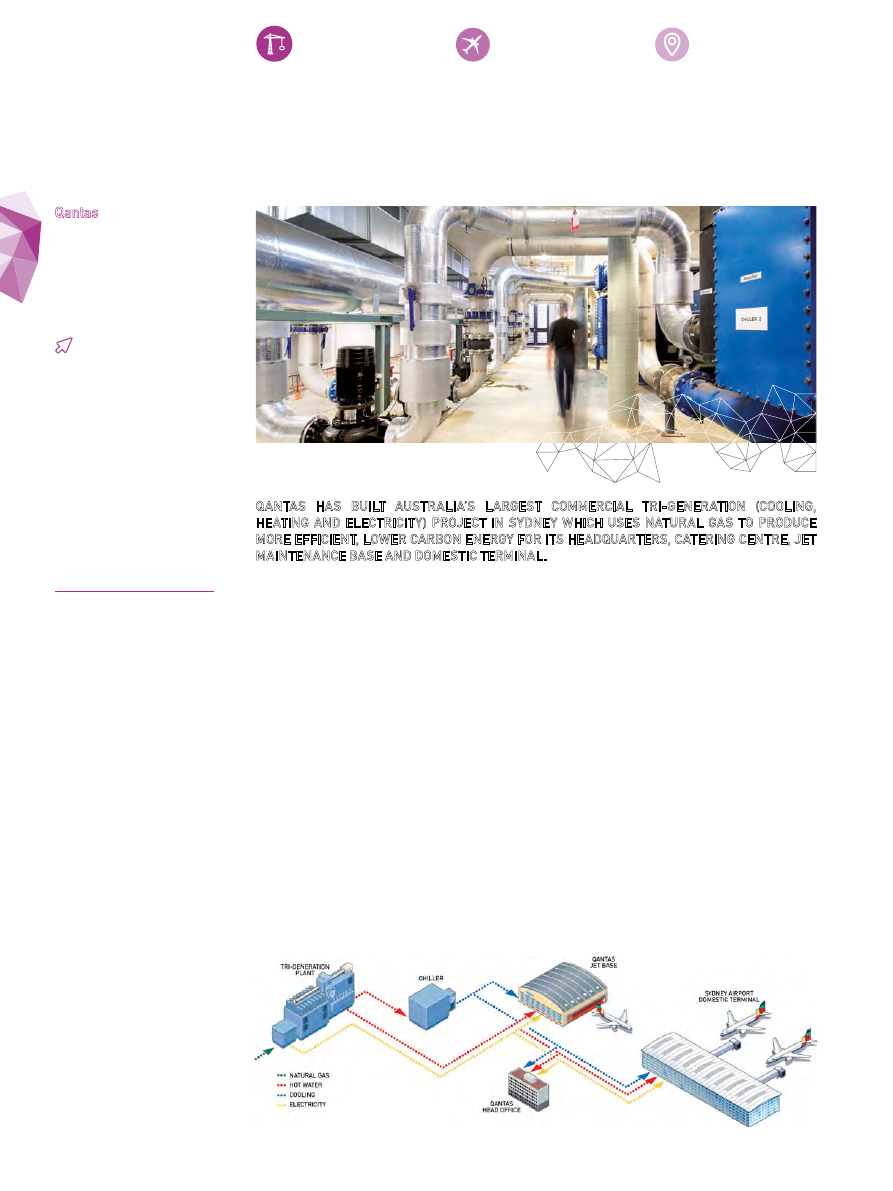 Qantas
CHILLER 2
QANTAS HAS BUILT AUSTRALIA'S LARGEST COMMERCIAL TRI-GENERATION (COOLING,
HEATING AND ELECTRICITY) PROJECT IN SYDNEY WHICH USES NATURAL GAS TO PRODUCE
MORE EFFICIENT, LOWER CARBON ENERGY FOR ITS HEADQUARTERS, CATERING CENTRE, JET
MAINTENANCE BASE AND DOMESTIC TERMINAL.
TRI-GENERATION
PLANT
CHILLER
QANTAS
JET BASE
SYDNEY AIRPORT
DOMESTIC TERMINAL
NATURAL GAS
HOT WATER
COOLING
ELECTRICITY
QANTAS
HEAD OFFICE